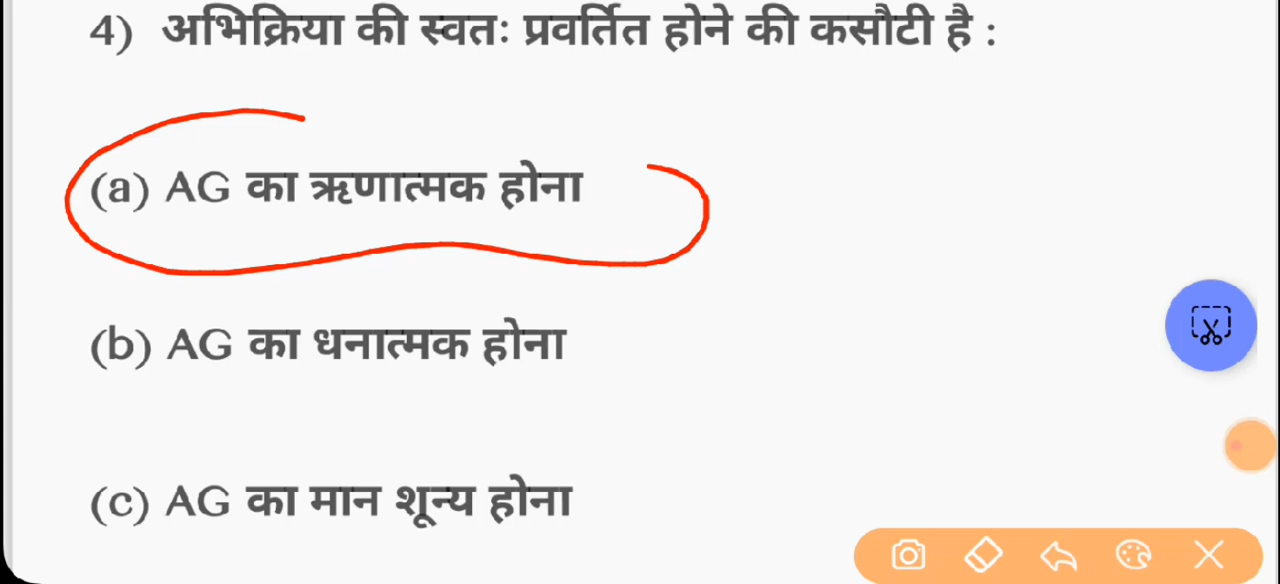 4) अभिक्रिया की स्वतः प्रवर्तित होने की कसौटी है :
(a) AG का ऋणात्मक होना
(b) AG का धनात्मक होना
(c) AG का मान शून्य होना